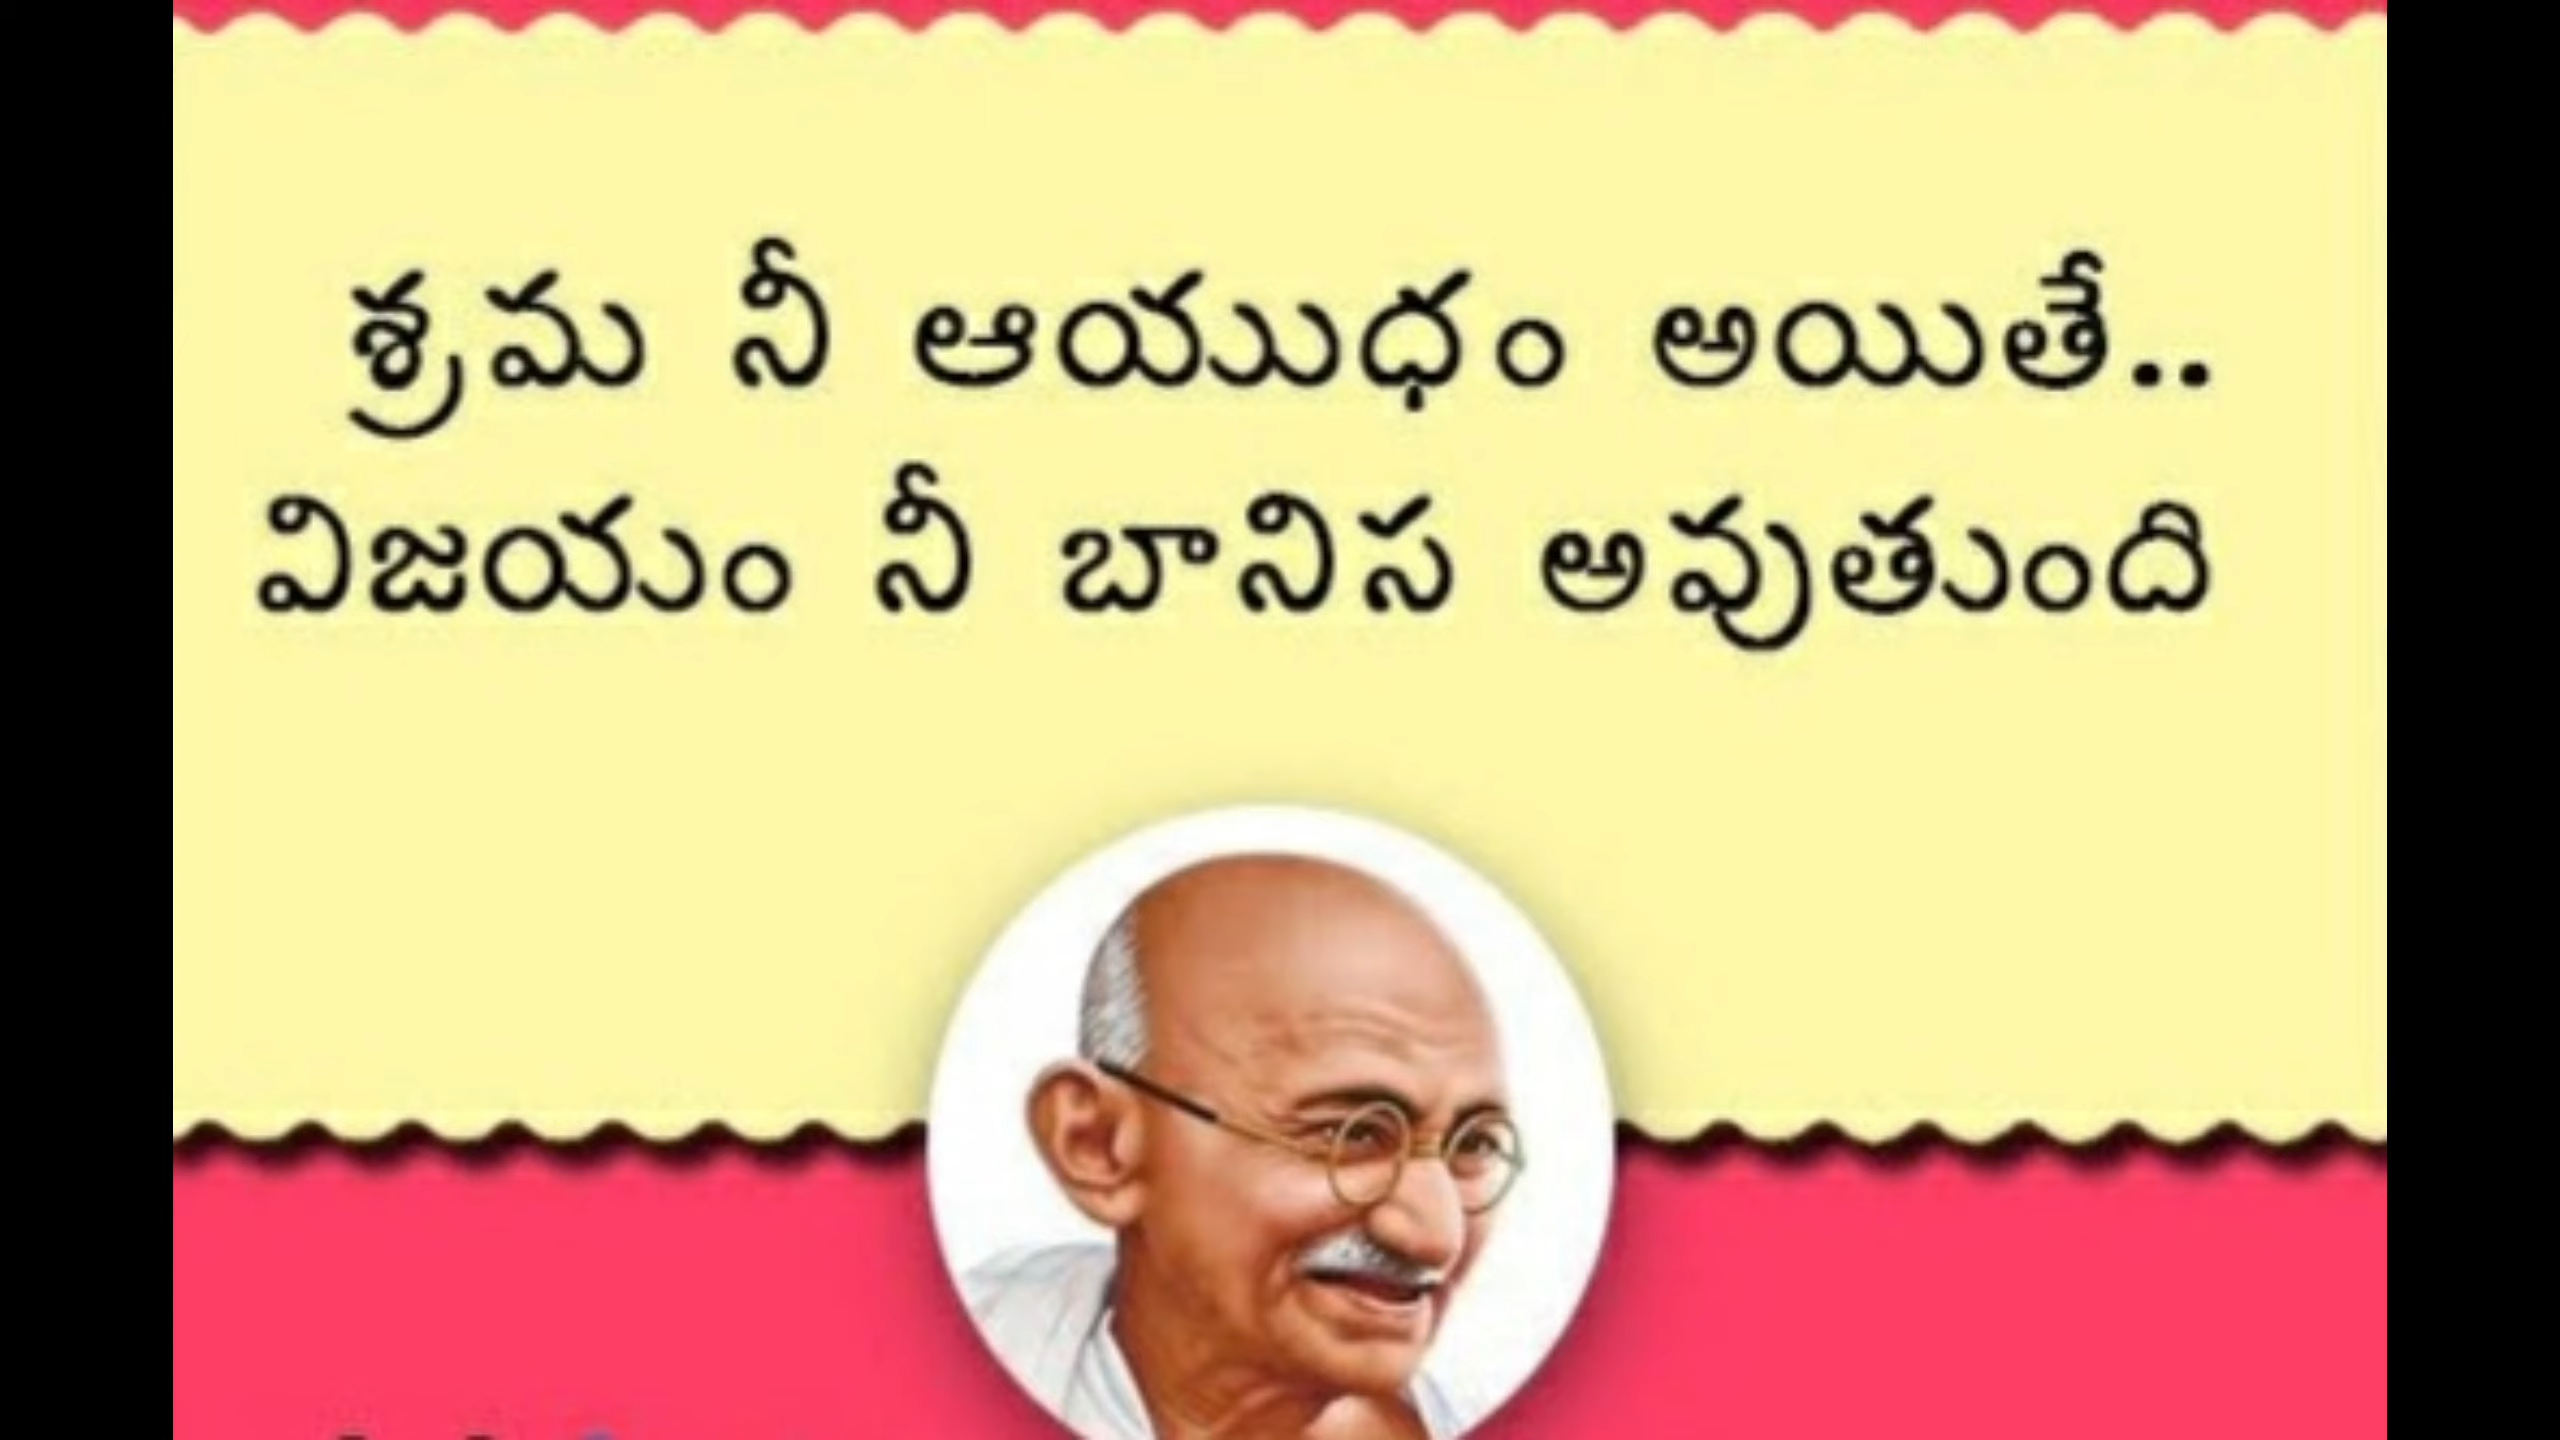 శ్రమ నీ ఆయుధం అయితే..
విజయం నీ బానిస అవుతుంది